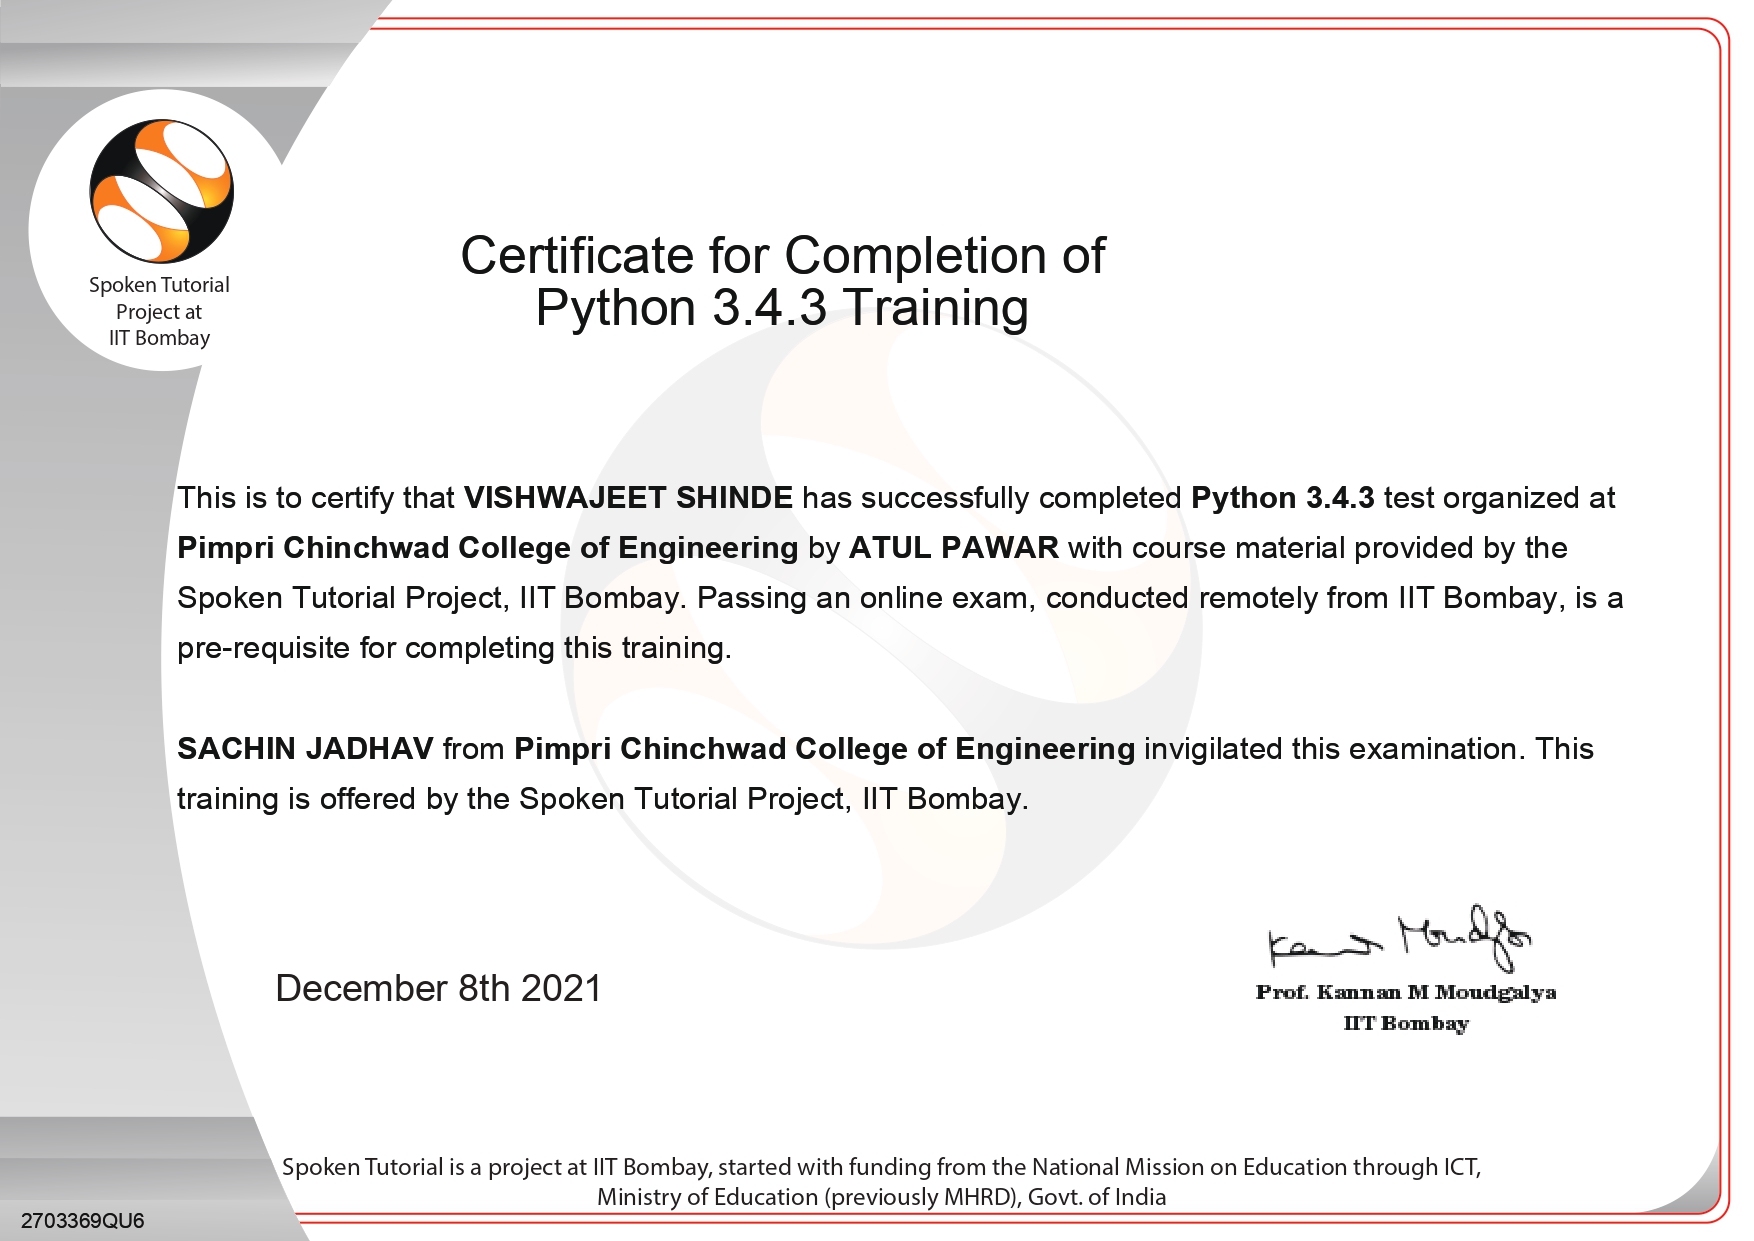 Spoken Tutorial
Project at
IIT Bombay
Certificate for Completion of
Python 3.4.3 Training
This is to certify that VISHWAJEET SHINDE has successfully completed Python 3.4.3 test organized at
Pimpri Chinchwad College of Engineering by ATUL PAWAR with course material provided by the
Spoken Tutorial Project, IIT Bombay. Passing an online exam, conducted remotely from IIT Bombay, is a
pre-requisite for completing this training.
SACHIN JADHAV from Pimpri Chinchwad College of Engineering invigilated this examination. This
training is offered by the Spoken Tutorial Project, IIT Bombay.
December 8th 2021
Kannan Moudgalya
Prof. Kannan M Moudgalya
IIT Bombay
Spoken Tutorial is a project at IIT Bombay, started with funding from the National Mission on Education through ICT,
Ministry of Education (previously MHRD), Govt. of India
2703369QU6